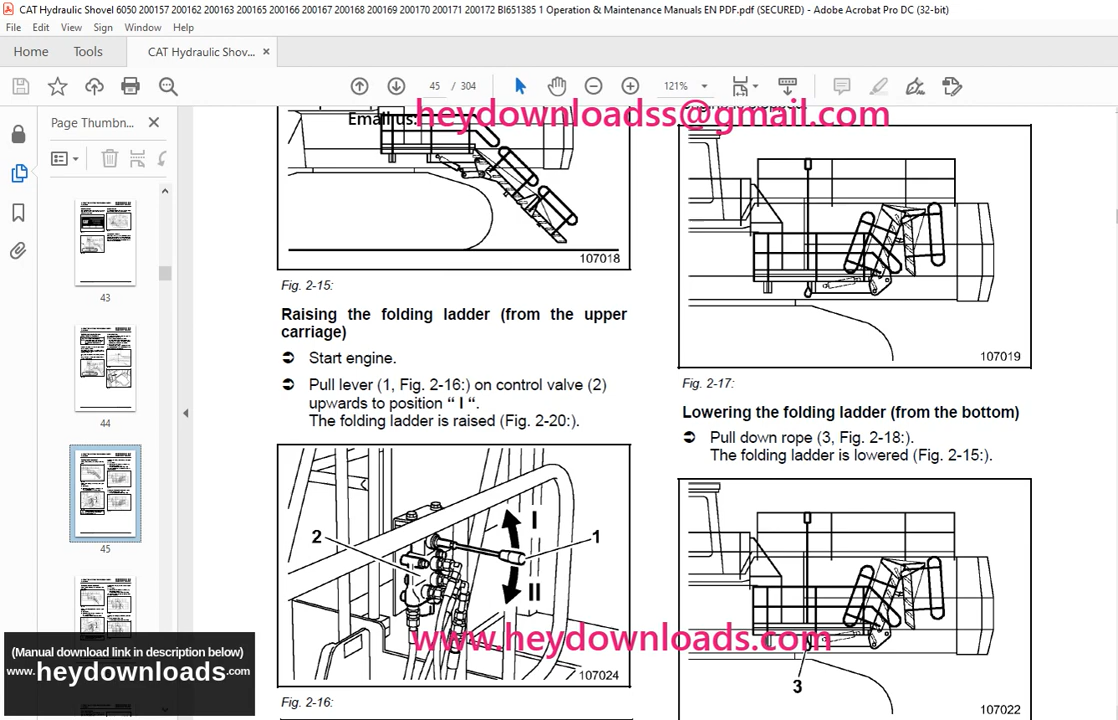 CAT Hydraulic Shovel 6050 200157 200162 200163 200165 200166 200167 200168 200169 200170 200171 200172 BI651385 1 Operation & Maintenance Manuals EN PDF.pdf (SECURED) - Adobe Acrobat Pro DC (32-bit)
File Edit View Sign Window Help
Home Tools CAT Hydraulic Shov... ×
45 / 304 121%
Page Thumbn...
43
44
45
Email us: heydownloadss@gmail.com
107018
Fig. 2-15:
Raising the folding ladder (from the upper
carriage)
Start engine.
Pull lever (1, Fig. 2-16:) on control valve (2)
upwards to position “ I “.
The folding ladder is raised (Fig. 2-20:).
I
2
1
II
107024
Fig. 2-16:
107019
Fig. 2-17:
Lowering the folding ladder (from the bottom)
Pull down rope (3, Fig. 2-18:).
The folding ladder is lowered (Fig. 2-15:).
3
107022
www.heydownloads.com
(Manual download link in description below)
www.heydownloads.com